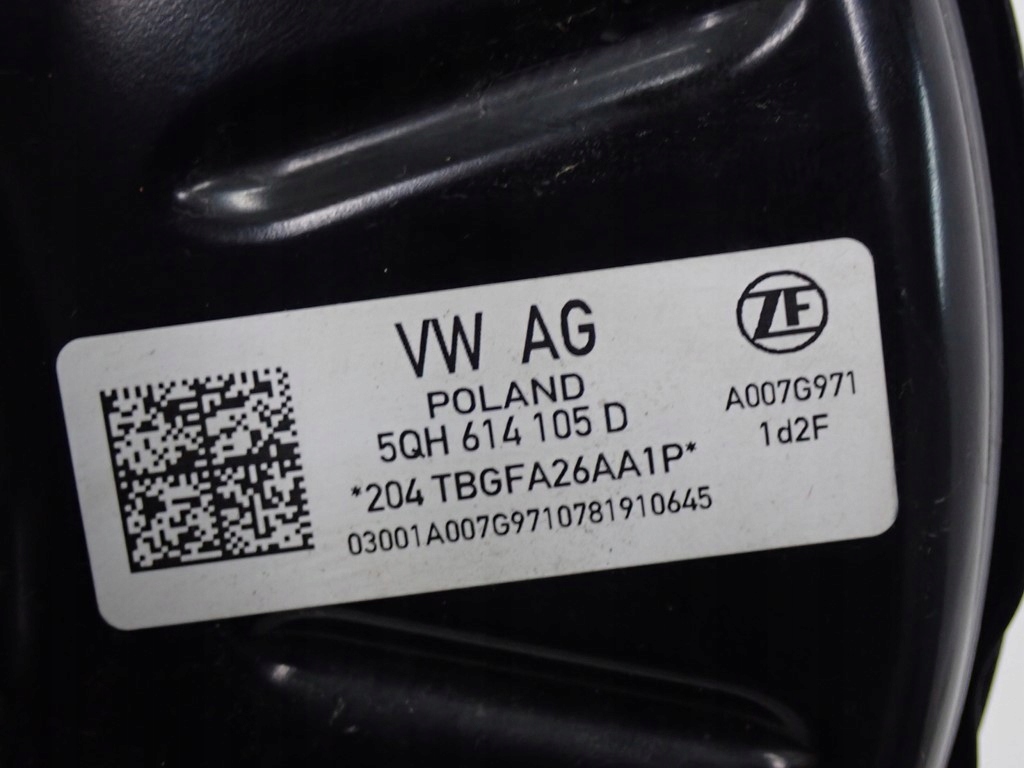 VW AG
POLAND
5QH 614 105 D
*204 TBGFA26AA1P*
03001A007G9710781910645
ZF
A007G971
1d2F